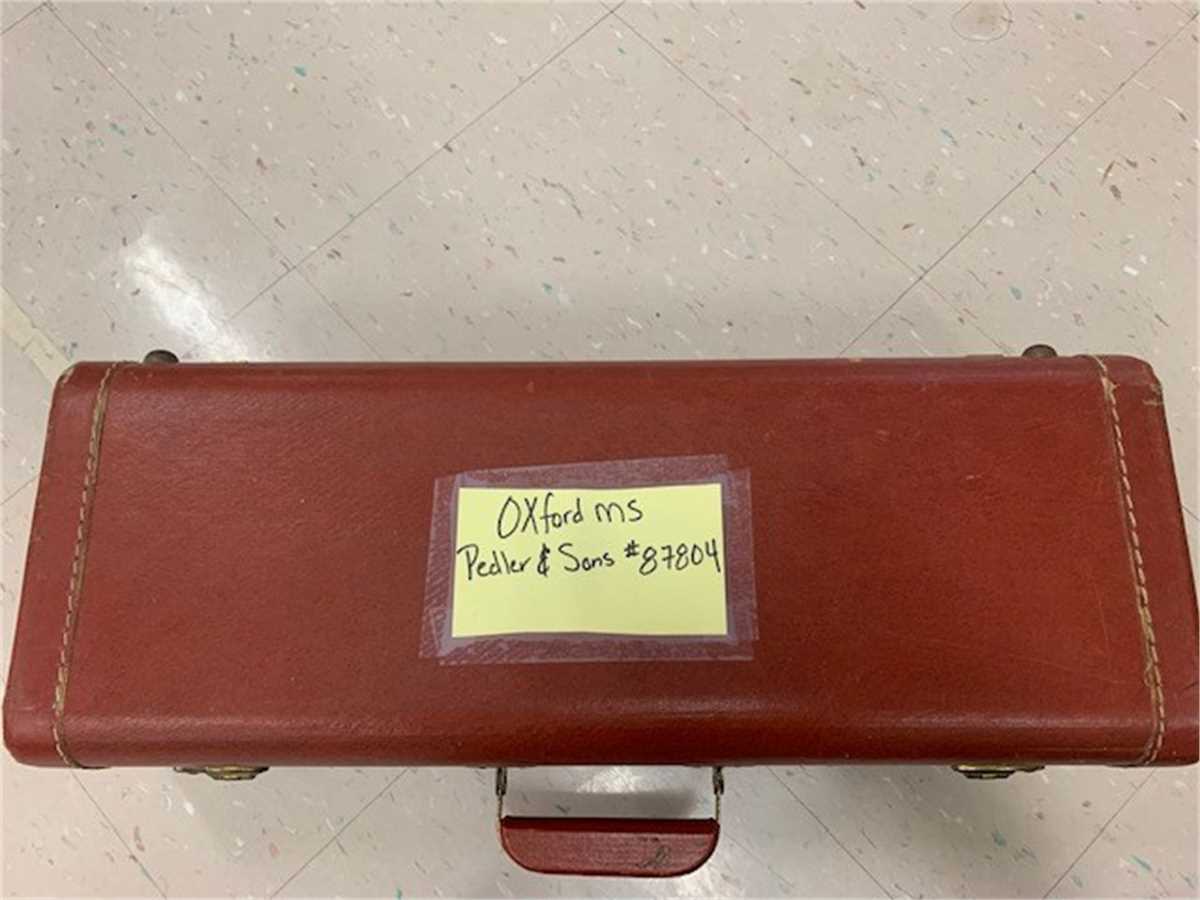 OXford ms
Pedler & Sons #87804